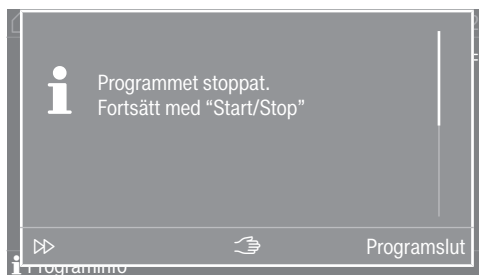 Programmet stoppat.
Fortsätt med “Start/Stop”
Programslut
Programinfo